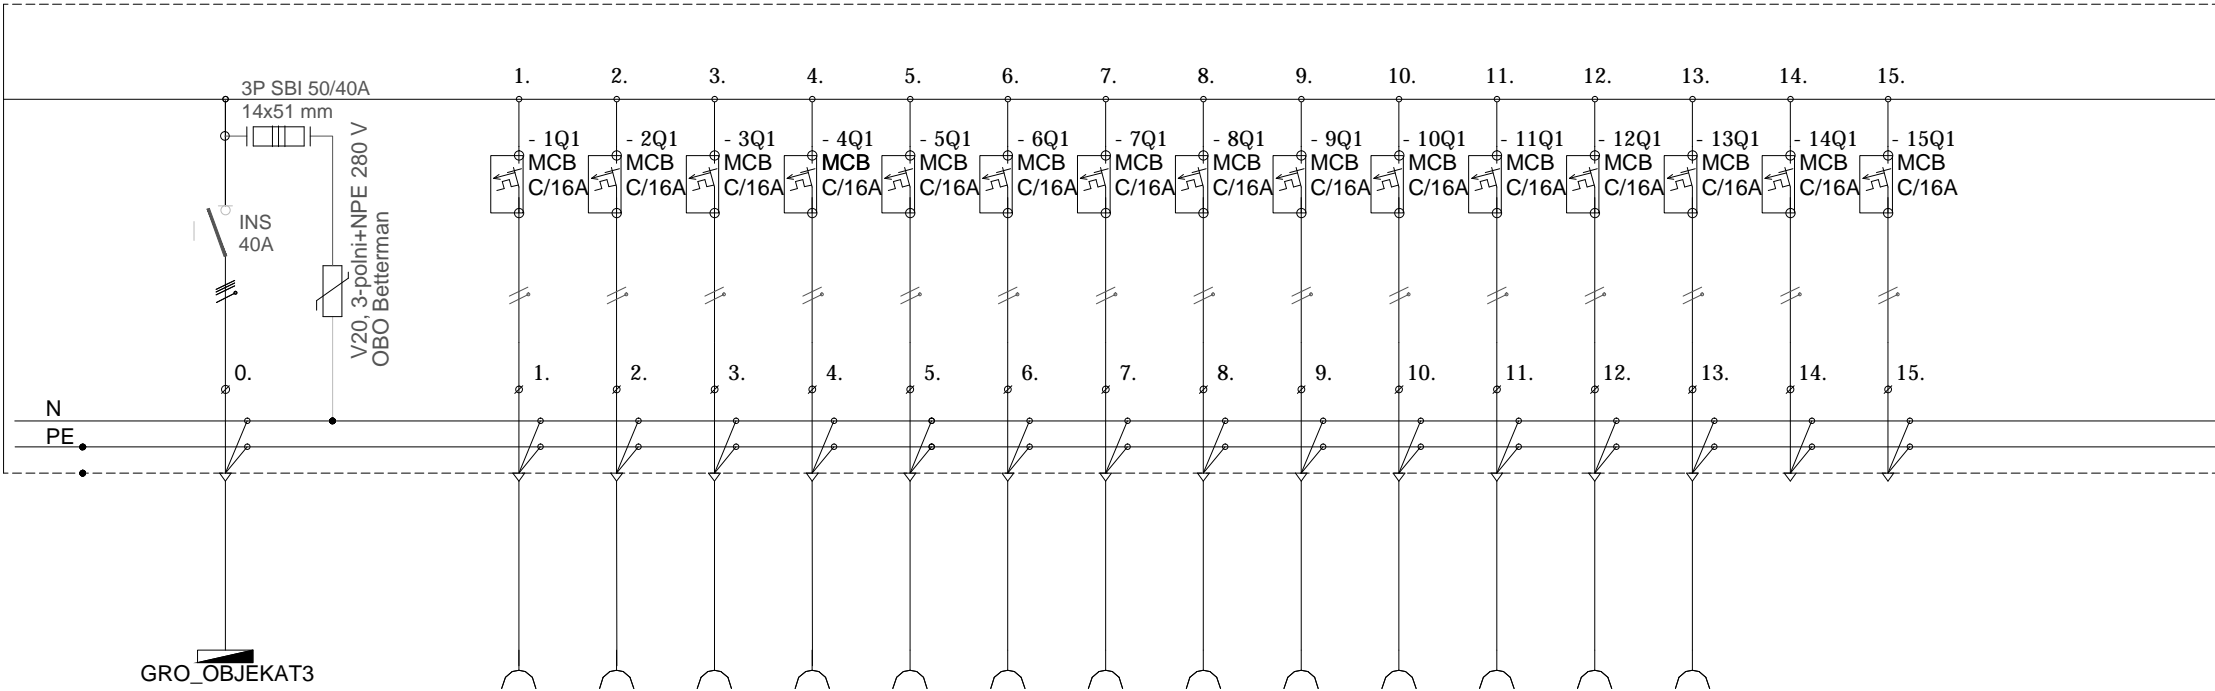 1. 2. 3. 4. 5. 6. 7. 8. 9. 10. 11. 12. 13. 14. 15.
3P SBI 50/40A
14x51 mm
V20, 3-polni+NPE 280 V
OBO Betterman
INS
40A
- 1Q1
MCB
C/16A
- 2Q1
MCB
C/16A
- 3Q1
MCB
C/16A
- 4Q1
MCB
C/16A
- 5Q1
MCB
C/16A
- 6Q1
MCB
C/16A
- 7Q1
MCB
C/16A
- 8Q1
MCB
C/16A
- 9Q1
MCB
C/16A
- 10Q1
MCB
C/16A
- 11Q1
MCB
C/16A
- 12Q1
MCB
C/16A
- 13Q1
MCB
C/16A
- 14Q1
MCB
C/16A
- 15Q1
MCB
C/16A
0. 1. 2. 3. 4. 5. 6. 7. 8. 9. 10. 11. 12. 13. 14. 15.
N
PE
GRO_OBJEKAT3